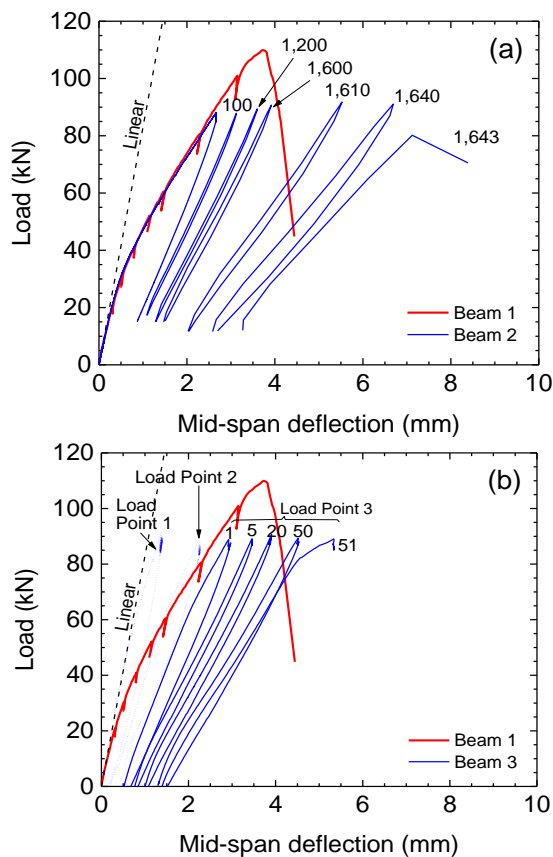 (a)
120
100
80
60
40
20
0
Load (kN)
Linear
100
1,200
1,600
1,610
1,640
1,643
Beam 1
Beam 2
0 2 4 6 8 10
Mid-span deflection (mm)
(b)
120
100
80
60
40
20
0
Load (kN)
Linear
Load Point 2
Load
Point 1
Load Point 3
1 5 20 50
51
Beam 1
Beam 3
0 2 4 6 8 10
Mid-span deflection (mm)